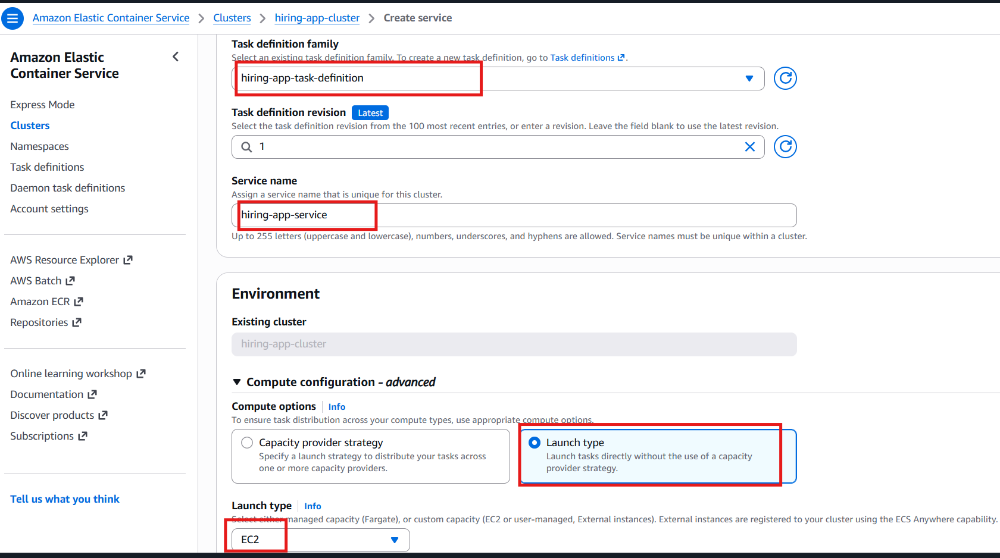 Amazon Elastic Container Service > Clusters > hiring-app-cluster > Create service
Amazon Elastic
Container Service
Express Mode
Clusters
Namespaces
Task definitions
Daemon task definitions
Account settings
AWS Resource Explorer
AWS Batch
Amazon ECR
Repositories
Online learning workshop
Documentation
Discover products
Subscriptions
Tell us what you think
Task definition family
Select an existing task definition family. To create a new task definition, go to Task definitions.
hiring-app-task-definition
Task definition revision Latest
Select the task definition revision from the 100 most recent entries, or enter a revision. Leave the field blank to use the latest revision.
1
Service name
Assign a service name that is unique for this cluster.
hiring-app-service
Up to 255 letters (uppercase and lowercase), numbers, underscores, and hyphens are allowed. Service names must be unique within a cluster.
Environment
Existing cluster
hiring-app-cluster
Compute configuration - advanced
Compute options Info
To ensure task distribution across your compute types, use appropriate compute options.
Capacity provider strategy
Specify a launch strategy to distribute your tasks across
one or more capacity providers.
Launch type
Launch tasks directly without the use of a capacity
provider strategy.
Launch type Info
Select either managed capacity (Fargate), or custom capacity (EC2 or user-managed, External instances). External instances are registered to your cluster using the ECS Anywhere capability.
EC2